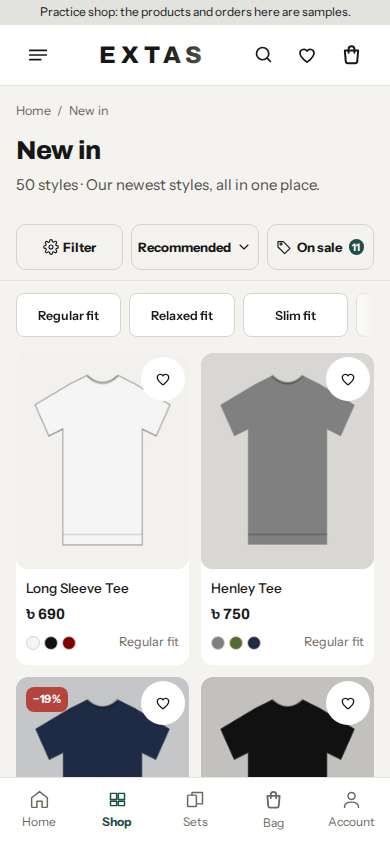 Practice shop: the products and orders here are samples.
EXTAS
Home / New in
New in
50 styles · Our newest styles, all in one place.
Filter
Recommended
On sale 11
Regular fit
Relaxed fit
Slim fit
Long Sleeve Tee
৳ 690
Regular fit
Henley Tee
৳ 750
Regular fit
−19%
Home
Shop
Sets
Bag
Account